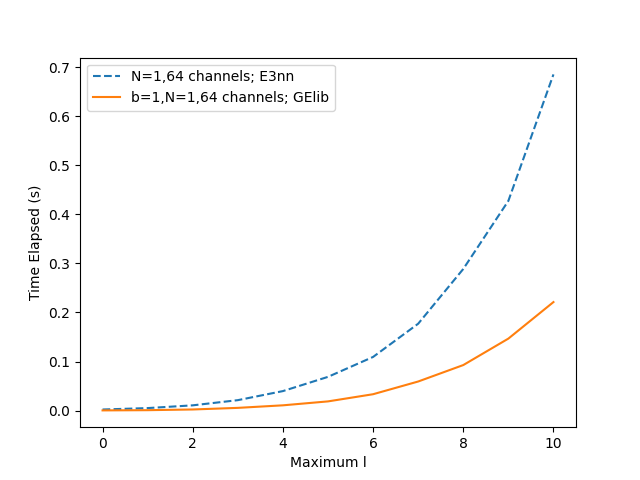 N=1,64 channels; E3nn
b=1,N=1,64 channels; GElib
Time Elapsed (s)
0.7
0.6
0.5
0.4
0.3
0.2
0.1
0.0
0 2 4 6 8 10
Maximum l